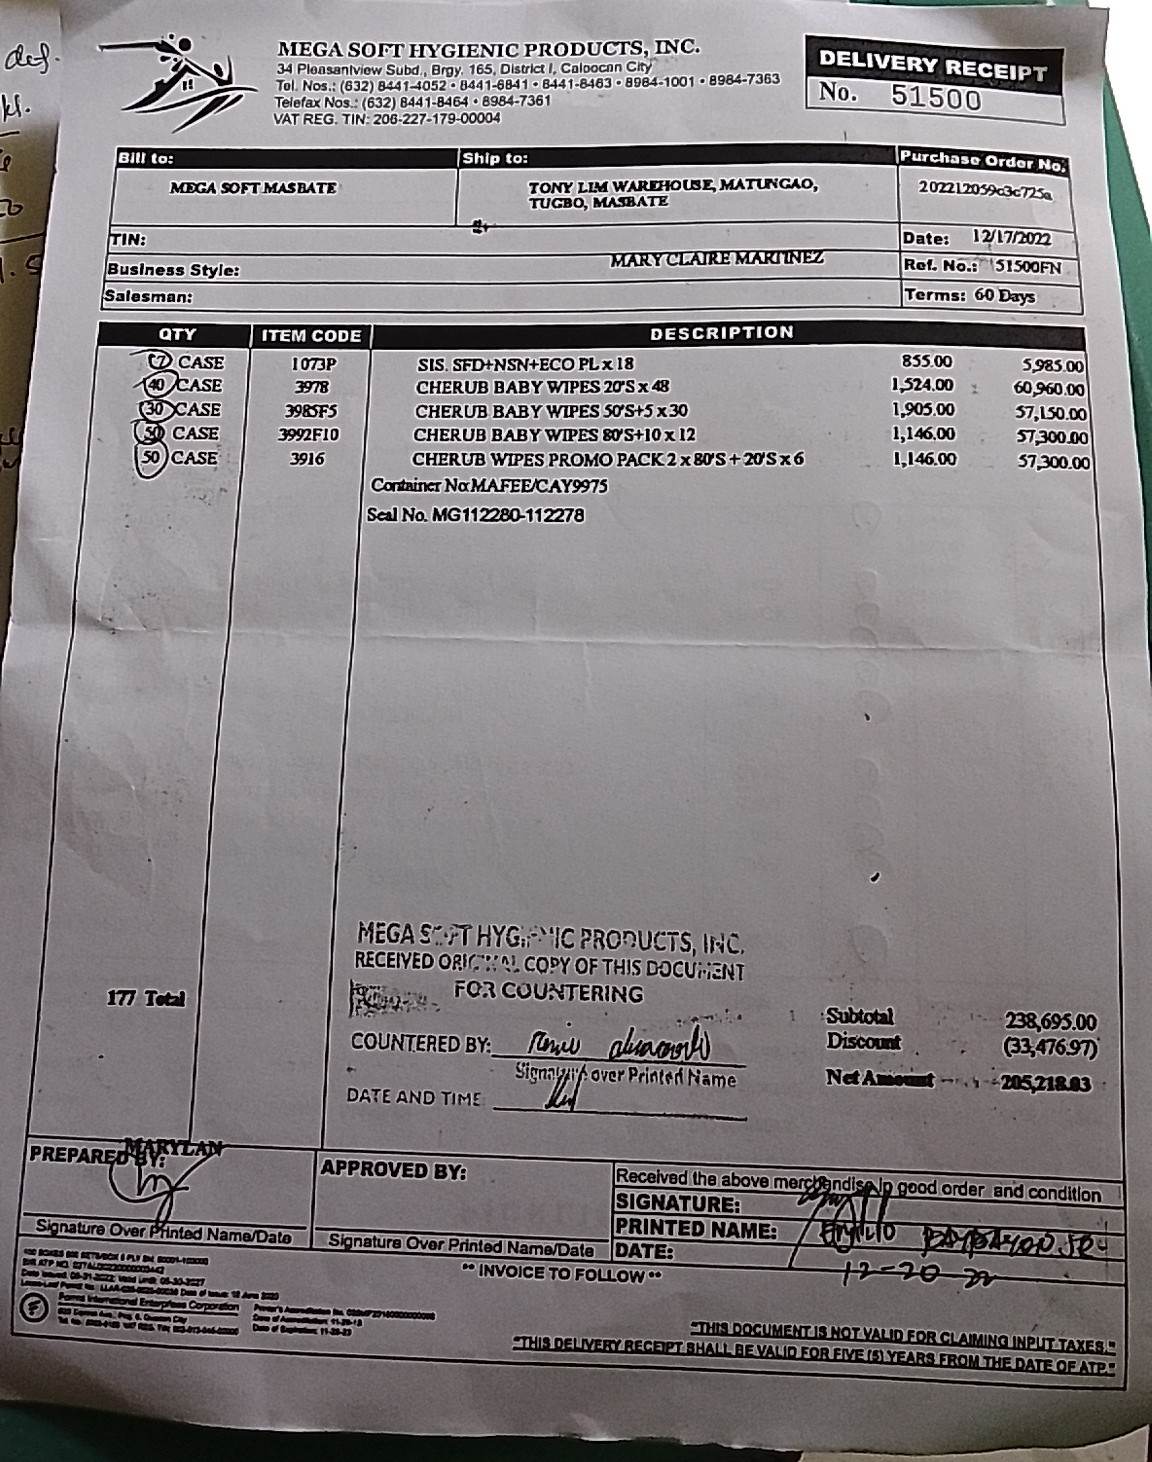 MEGA SOFT HYGIENIC PRODUCTS, INC.
34 Pleasantview Subd., Brgy. 165, District I, Caloocan City
Tel. Nos.: (632) 8441-4052 • 8441-6841 • 8441-8463 • 8984-1001 • 8984-7363
Telefax Nos.: (632) 8441-8464 • 8984-7361
VAT REG. TIN: 206-227-179-00004
DELIVERY RECEIPT
No. 51500
Bill to: Ship to: Purchase Order No.
MEGA SOFT MASBATE TONY LIM WAREHOUSE, MATUNGAO, 202212059c3c725a
TUGBO, MASBATE
TIN: Date: 12/17/2022
Business Style: MARY CLAIRE MARTINEZ Ref. No.: 51500FN
Salesman: Terms: 60 Days
QTY ITEM CODE DESCRIPTION
7 CASE 1073P SIS. SFD+NSN+ECO PL x 18 855.00 5,985.00
40 CASE 3978 CHERUB BABY WIPES 20'S x 48 1,524.00 60,960.00
30 CASE 3985F5 CHERUB BABY WIPES 50'S+5 x 30 1,905.00 57,150.00
50 CASE 3992F10 CHERUB BABY WIPES 80'S+10 x 12 1,146.00 57,300.00
50 CASE 3916 CHERUB WIPES PROMO PACK 2 x 80'S + 20'S x 6 1,146.00 57,300.00
Container No:MAFEE/CAY9975
Seal No. MG112280-112278
MEGA SOFT HYGIENIC PRODUCTS, INC.
RECEIVED ORIGINAL COPY OF THIS DOCUMENT
FOR COUNTERING
177 Total
Subtotal 238,695.00
Discount (33,476.97)
Net Amount 205,218.03
COUNTERED BY:
Signature over Printed Name
DATE AND TIME
MARYLAN
PREPARED BY:
Signature Over Printed Name/Date
APPROVED BY:
Signature Over Printed Name/Date
Received the above merchandise in good order and condition
SIGNATURE:
PRINTED NAME:
DATE: 12-20-22
** INVOICE TO FOLLOW **
Forms International Enterprises Corporation
"THIS DOCUMENT IS NOT VALID FOR CLAIMING INPUT TAXES."
"THIS DELIVERY RECEIPT SHALL BE VALID FOR FIVE (5) YEARS FROM THE DATE OF ATP."